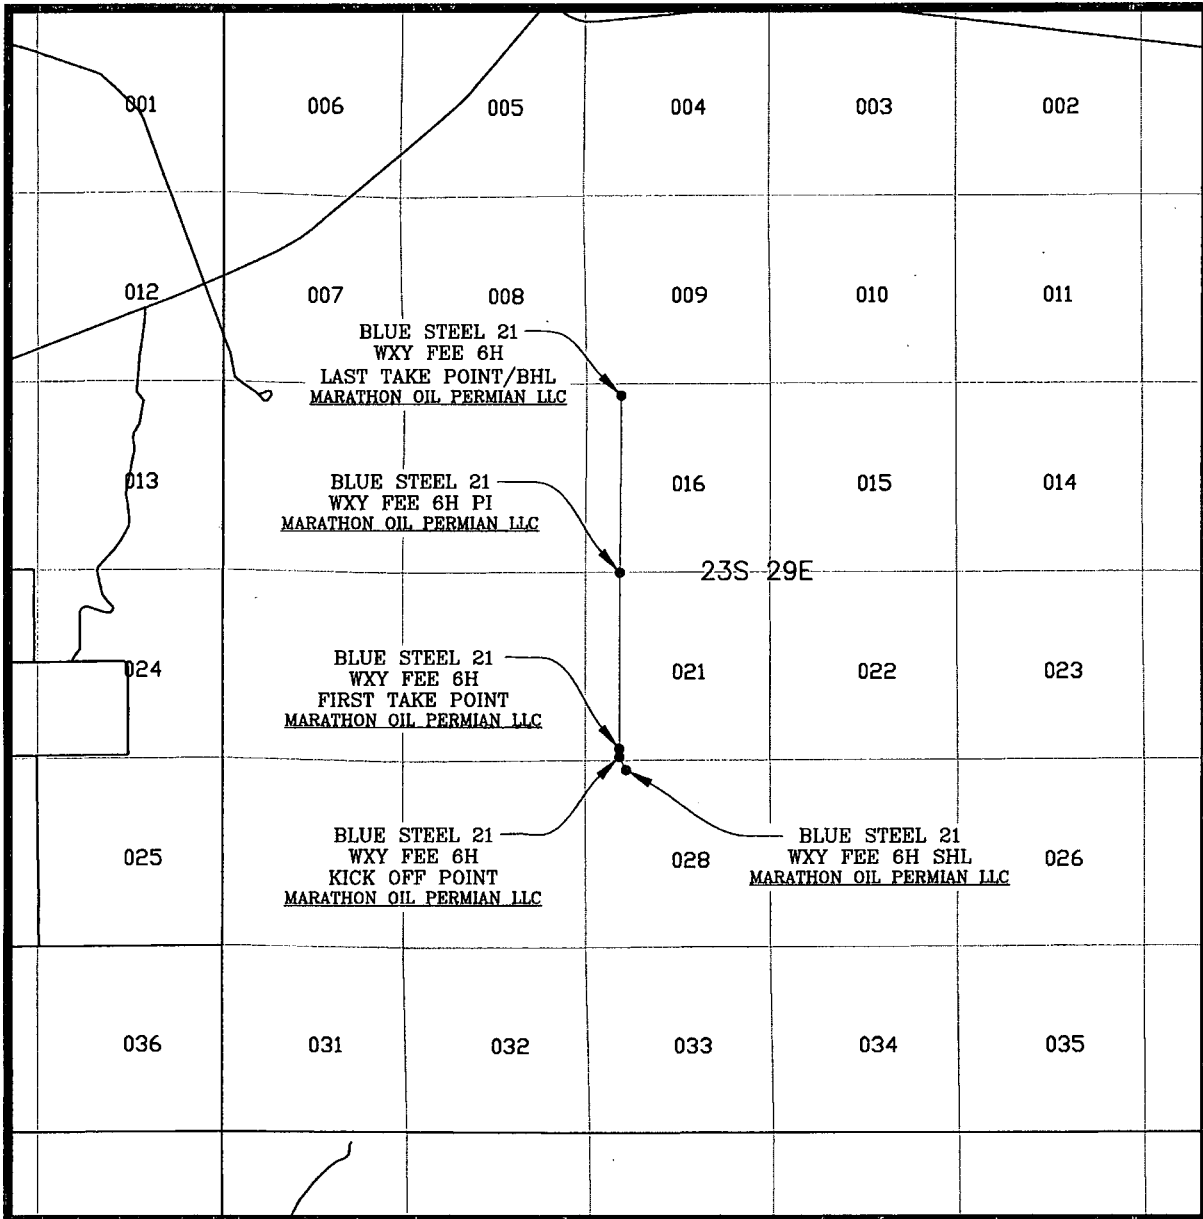 001 006 005 004 003 002
012 007 008 009 010 011
BLUE STEEL 21
WXY FEE 6H
LAST TAKE POINT/BHL
MARATHON OIL PERMIAN LLC
013 016 015 014
BLUE STEEL 21
WXY FEE 6H PI
MARATHON OIL PERMIAN LLC
23S 29E
024 021 022 023
BLUE STEEL 21
WXY FEE 6H
FIRST TAKE POINT
MARATHON OIL PERMIAN LLC
025 028 026
BLUE STEEL 21
WXY FEE 6H
KICK OFF POINT
MARATHON OIL PERMIAN LLC
BLUE STEEL 21
WXY FEE 6H SHL
MARATHON OIL PERMIAN LLC
036 031 032 033 034 035